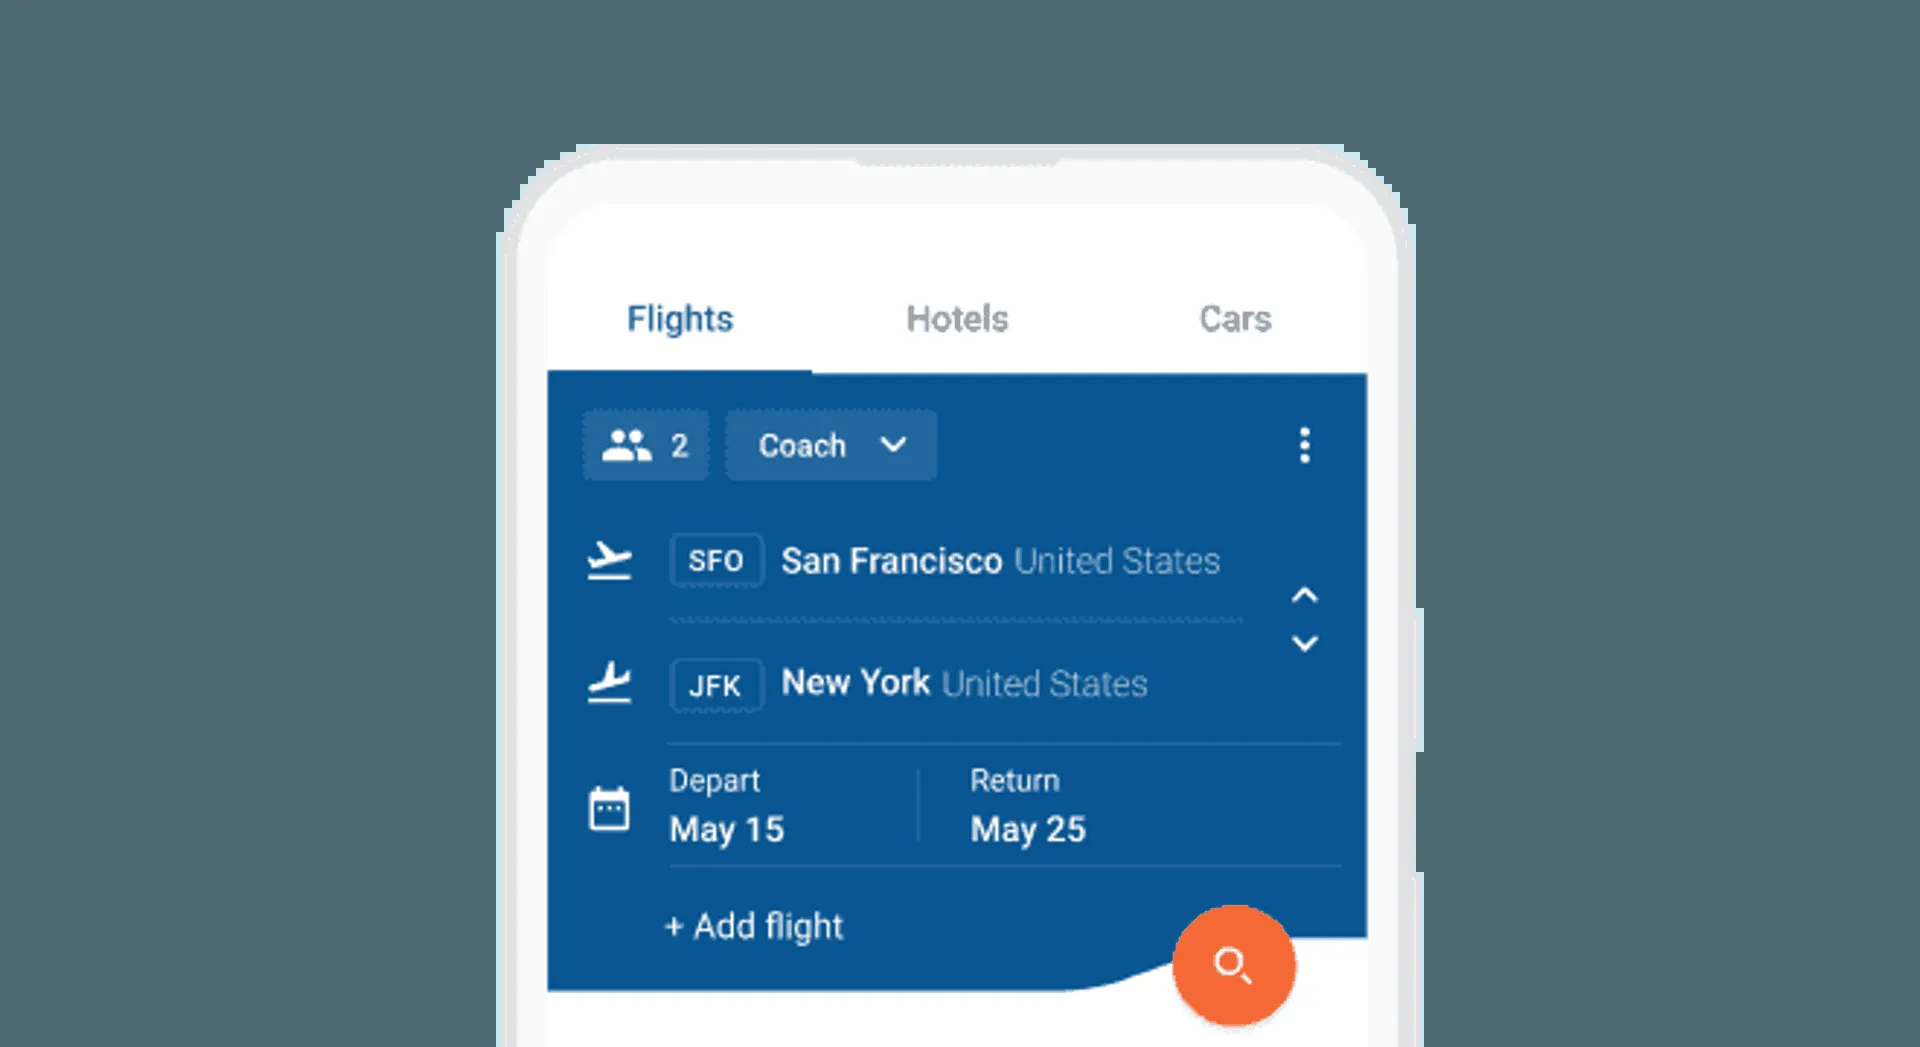 Flights Hotels Cars
2 Coach
SFO San Francisco United States
JFK New York United States
Depart Return
May 15 May 25
+ Add flight